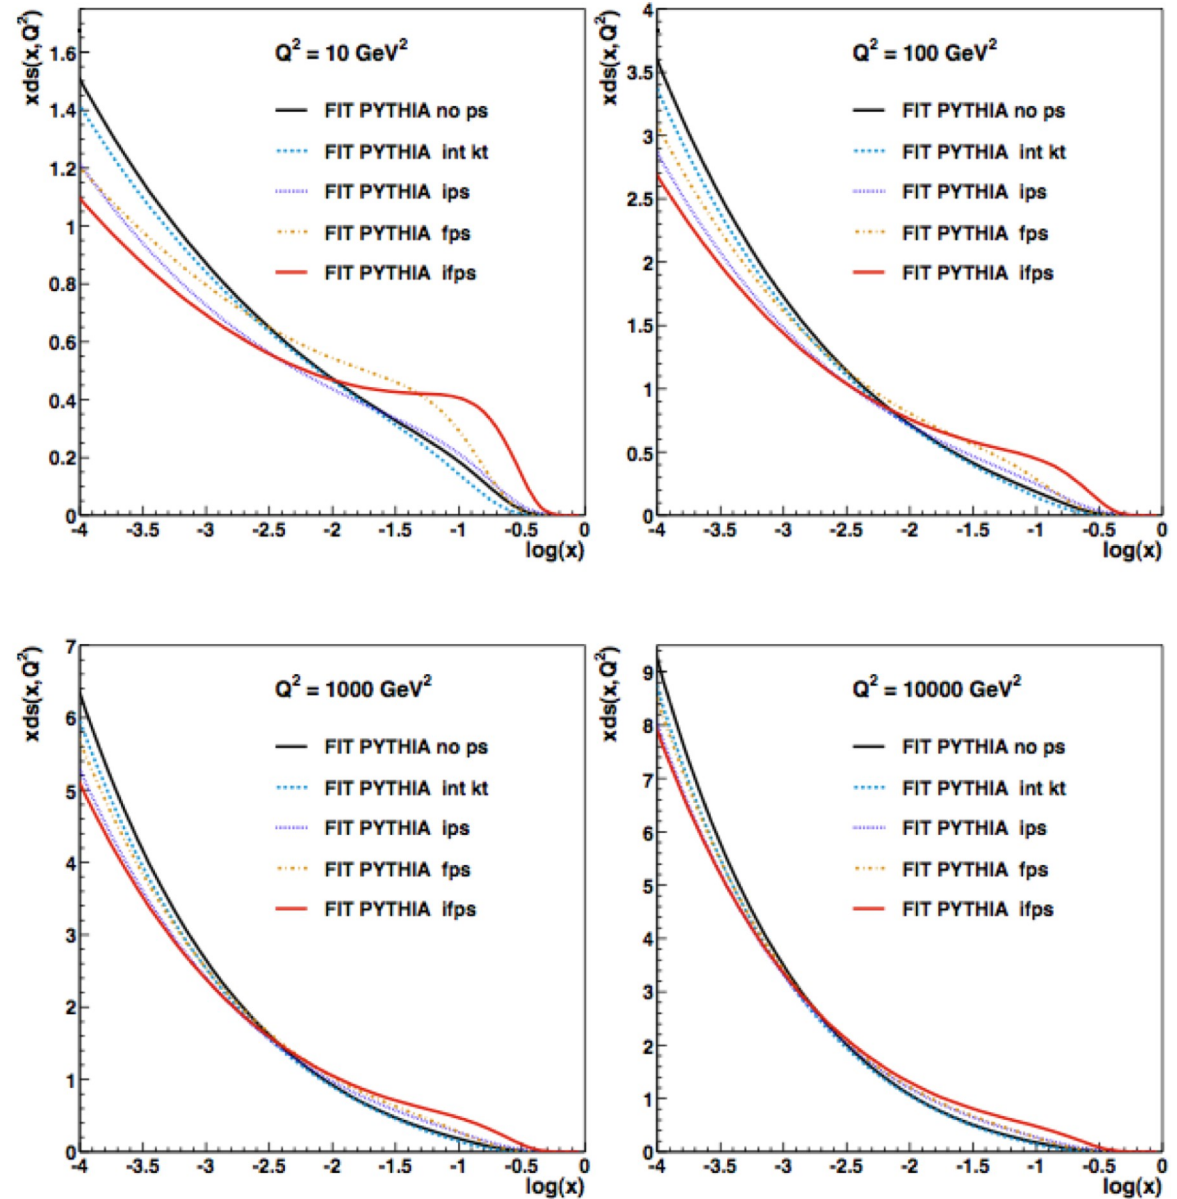 xds(x,Q²)
Q² = 10 GeV²
FIT PYTHIA no ps
FIT PYTHIA int kt
FIT PYTHIA ips
FIT PYTHIA fps
FIT PYTHIA ifps
1.6
1.4
1.2
1
0.8
0.6
0.4
0.2
0
-4 -3.5 -3 -2.5 -2 -1.5 -1 -0.5 0
log(x)
xds(x,Q²)
Q² = 100 GeV²
FIT PYTHIA no ps
FIT PYTHIA int kt
FIT PYTHIA ips
FIT PYTHIA fps
FIT PYTHIA ifps
4
3.5
3
2.5
2
1.5
1
0.5
0
-4 -3.5 -3 -2.5 -2 -1.5 -1 -0.5 0
log(x)
xds(x,Q²)
Q² = 1000 GeV²
FIT PYTHIA no ps
FIT PYTHIA int kt
FIT PYTHIA ips
FIT PYTHIA fps
FIT PYTHIA ifps
7
6
5
4
3
2
1
0
-4 -3.5 -3 -2.5 -2 -1.5 -1 -0.5 0
log(x)
xds(x,Q²)
Q² = 10000 GeV²
FIT PYTHIA no ps
FIT PYTHIA int kt
FIT PYTHIA ips
FIT PYTHIA fps
FIT PYTHIA ifps
9
8
7
6
5
4
3
2
1
0
-4 -3.5 -3 -2.5 -2 -1.5 -1 -0.5 0
log(x)